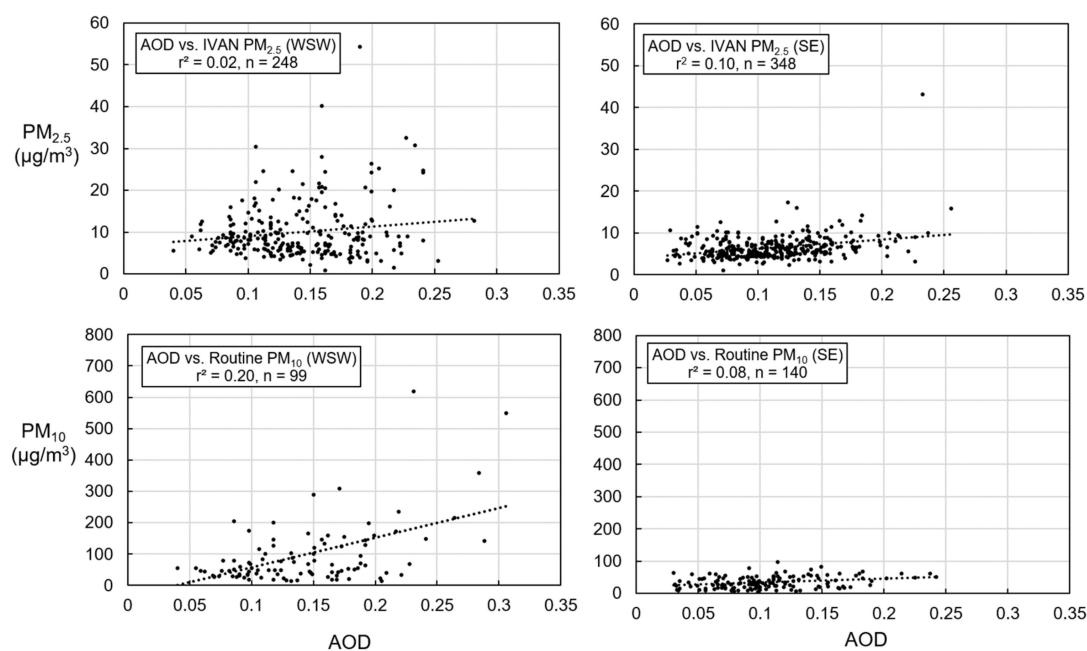 AOD vs. IVAN PM2.5 (WSW)
r² = 0.02, n = 248
PM2.5
(µg/m³)
60
50
40
30
20
10
0
0 0.05 0.1 0.15 0.2 0.25 0.3 0.35
AOD vs. IVAN PM2.5 (SE)
r² = 0.10, n = 348
60
50
40
30
20
10
0
0 0.05 0.1 0.15 0.2 0.25 0.3 0.35
AOD vs. Routine PM10 (WSW)
r² = 0.20, n = 99
PM10
(µg/m³)
800
700
600
500
400
300
200
100
0
0 0.05 0.1 0.15 0.2 0.25 0.3 0.35
AOD
AOD vs. Routine PM10 (SE)
r² = 0.08, n = 140
800
700
600
500
400
300
200
100
0
0 0.05 0.1 0.15 0.2 0.25 0.3 0.35
AOD